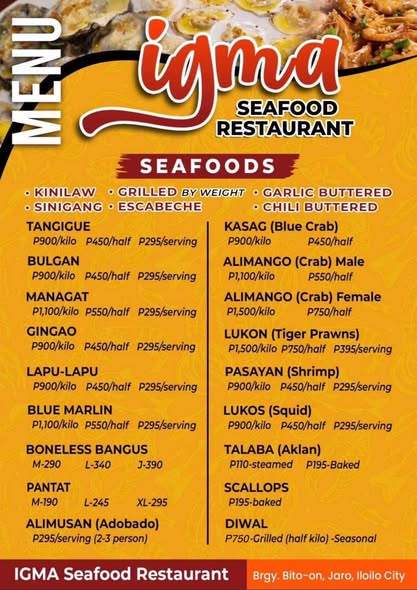 MENU
igma
SEAFOOD
RESTAURANT
SEAFOODS
• KINILAW • GRILLED BY WEIGHT • GARLIC BUTTERED
• SINIGANG • ESCABECHE • CHILI BUTTERED
TANGIGUE
P900/kilo P450/half P295/serving
BULGAN
P900/kilo P450/half P295/serving
MANAGAT
P1,100/kilo P550/half P295/serving
GINGAO
P900/kilo P450/half P295/serving
LAPU-LAPU
P900/kilo P450/half P295/serving
BLUE MARLIN
P1,100/kilo P550/half P295/serving
BONELESS BANGUS
M-290 L-340 J-390
PANTAT
M-190 L-245 XL-295
ALIMUSAN (Adobado)
P295/serving (2-3 person)
KASAG (Blue Crab)
P900/kilo P450/half
ALIMANGO (Crab) Male
P1,100/kilo P550/half
ALIMANGO (Crab) Female
P1,500/kilo P750/half
LUKON (Tiger Prawns)
P1,500/kilo P750/half P395/serving
PASAYAN (Shrimp)
P900/kilo P450/half P295/serving
LUKOS (Squid)
P900/kilo P450/half P295/serving
TALABA (Aklan)
P110-steamed P195-Baked
SCALLOPS
P195-baked
DIWAL
P750-Grilled (half kilo) -Seasonal
IGMA Seafood Restaurant Brgy. Bito-on, Jaro, Iloilo City